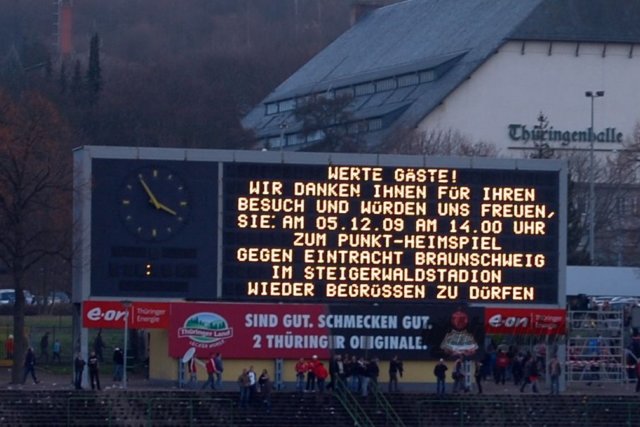 Thüringenhalle
WERTE GÄSTE!
WIR DANKEN IHNEN FÜR IHREN
BESUCH UND WÜRDEN UNS FREUEN,
SIE AM 05.12.09 AM 14.00 UHR
ZUM PUNKT-HEIMSPIEL
GEGEN EINTRACHT BRAUNSCHWEIG
IM STEIGERWALDSTADION
WIEDER BEGRÜSSEN ZU DÜRFEN
e·on Thüringer Energie
Thüringer Land
SIND GUT. SCHMECKEN GUT.
2 THÜRINGER ORIGINALE.
e·on